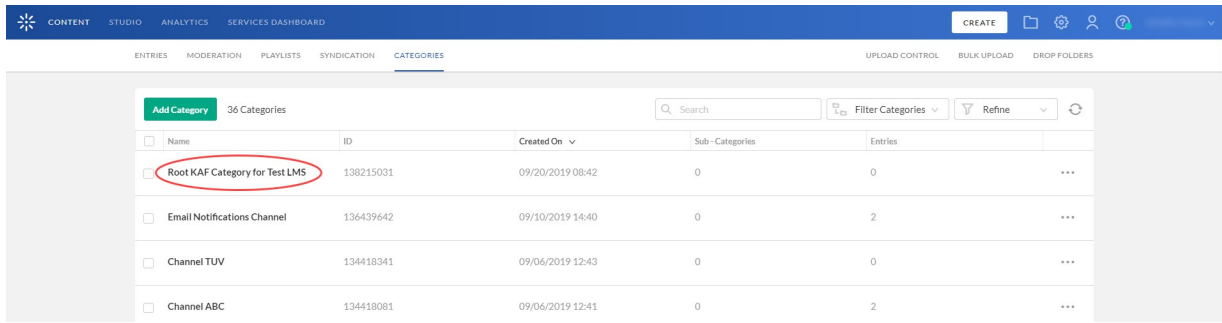 CONTENT STUDIO ANALYTICS SERVICES DASHBOARD CREATE
ENTRIES MODERATION PLAYLISTS SYNDICATION CATEGORIES UPLOAD CONTROL BULK UPLOAD DROP FOLDERS
Add Category 36 Categories Search Filter Categories Refine
Name ID Created On Sub - Categories Entries
Root KAF Category for Test LMS 138215031 09/20/2019 08:42 0 0
Email Notifications Channel 136439642 09/10/2019 14:40 0 2
Channel TUV 134418341 09/06/2019 12:43 0 0
Channel ABC 134418081 09/06/2019 12:41 0 2